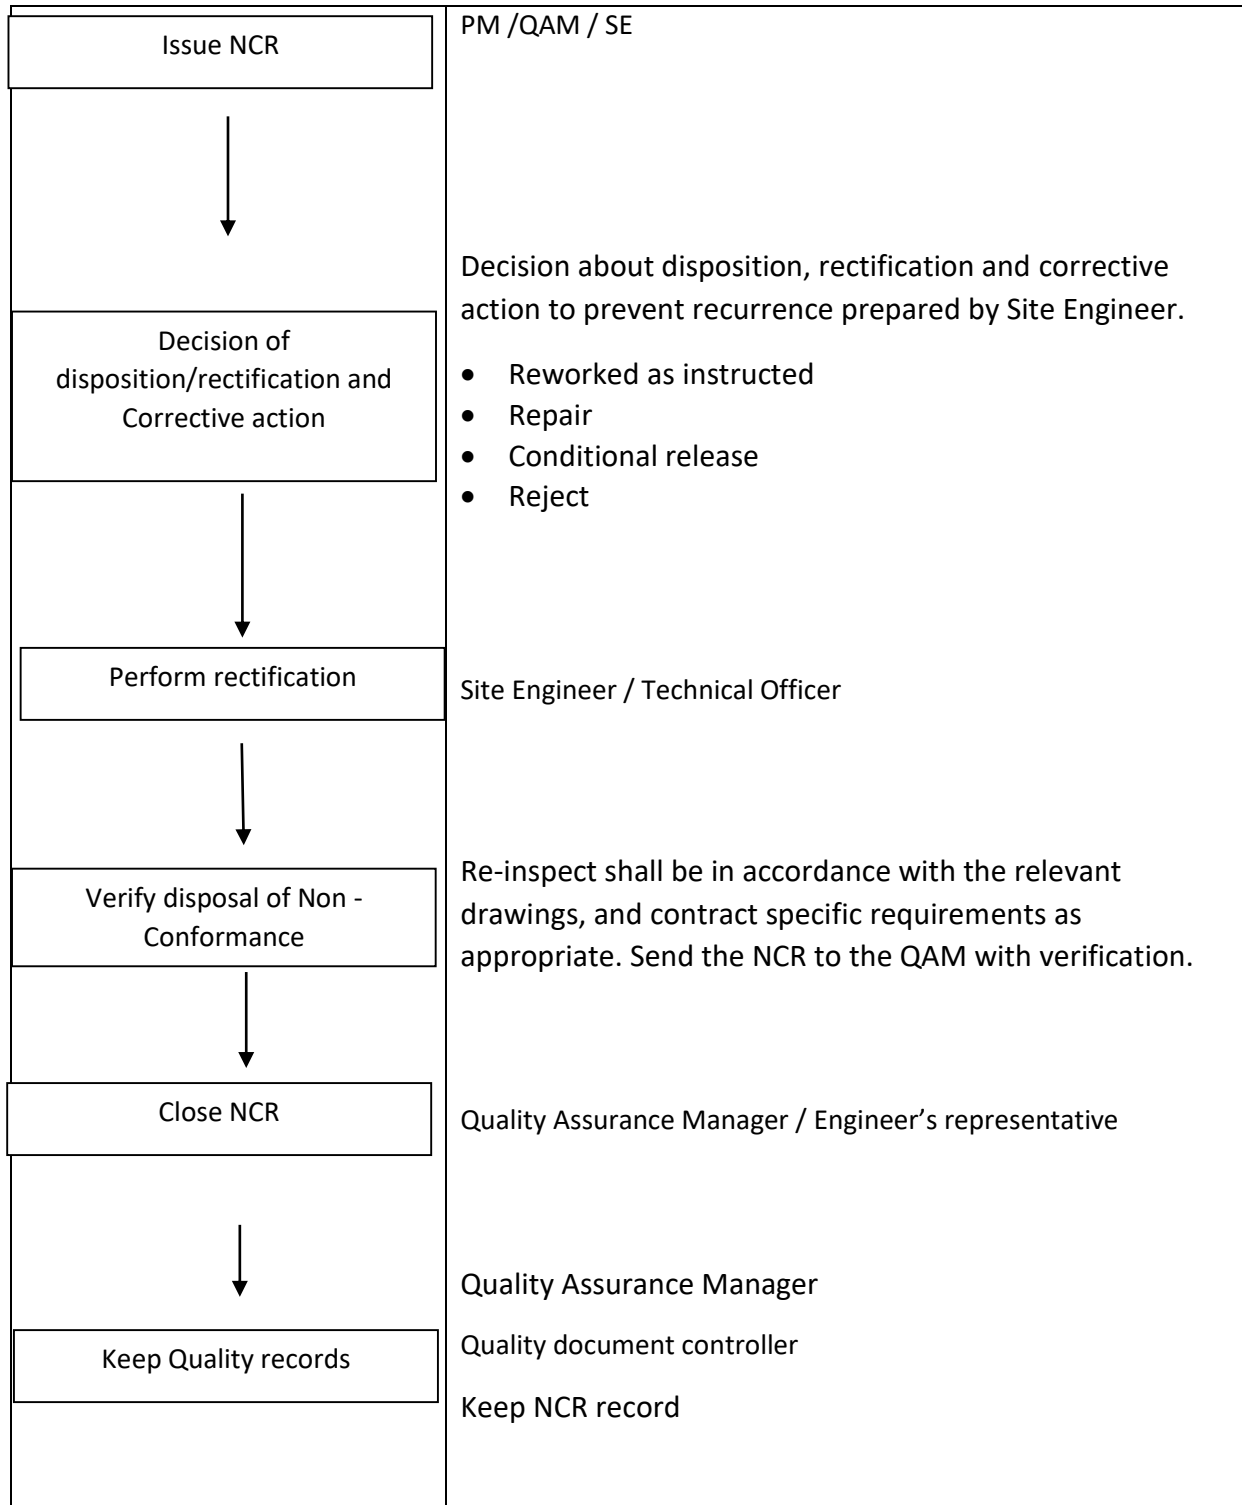 Issue NCR
PM /QAM / SE
Decision about disposition, rectification and corrective
action to prevent recurrence prepared by Site Engineer.
Decision of
disposition/rectification and
Corrective action
• Reworked as instructed
• Repair
• Conditional release
• Reject
Perform rectification
Site Engineer / Technical Officer
Verify disposal of Non -
Conformance
Re-inspect shall be in accordance with the relevant
drawings, and contract specific requirements as
appropriate. Send the NCR to the QAM with verification.
Close NCR
Quality Assurance Manager / Engineer’s representative
Keep Quality records
Quality Assurance Manager
Quality document controller
Keep NCR record